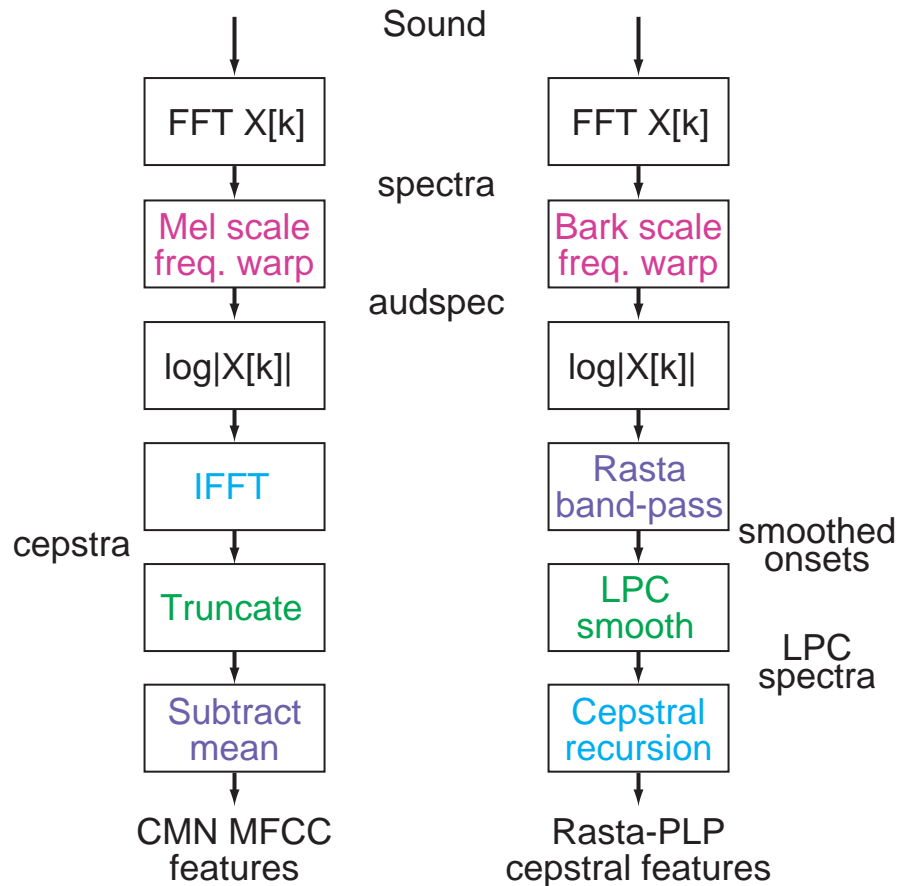 Sound
FFT X[k]
FFT X[k]
spectra
Mel scale
freq. warp
Bark scale
freq. warp
audspec
log|X[k]|
log|X[k]|
IFFT
Rasta
band-pass
cepstra
smoothed
onsets
Truncate
LPC
smooth
LPC
spectra
Subtract
mean
Cepstral
recursion
CMN MFCC
features
Rasta-PLP
cepstral features